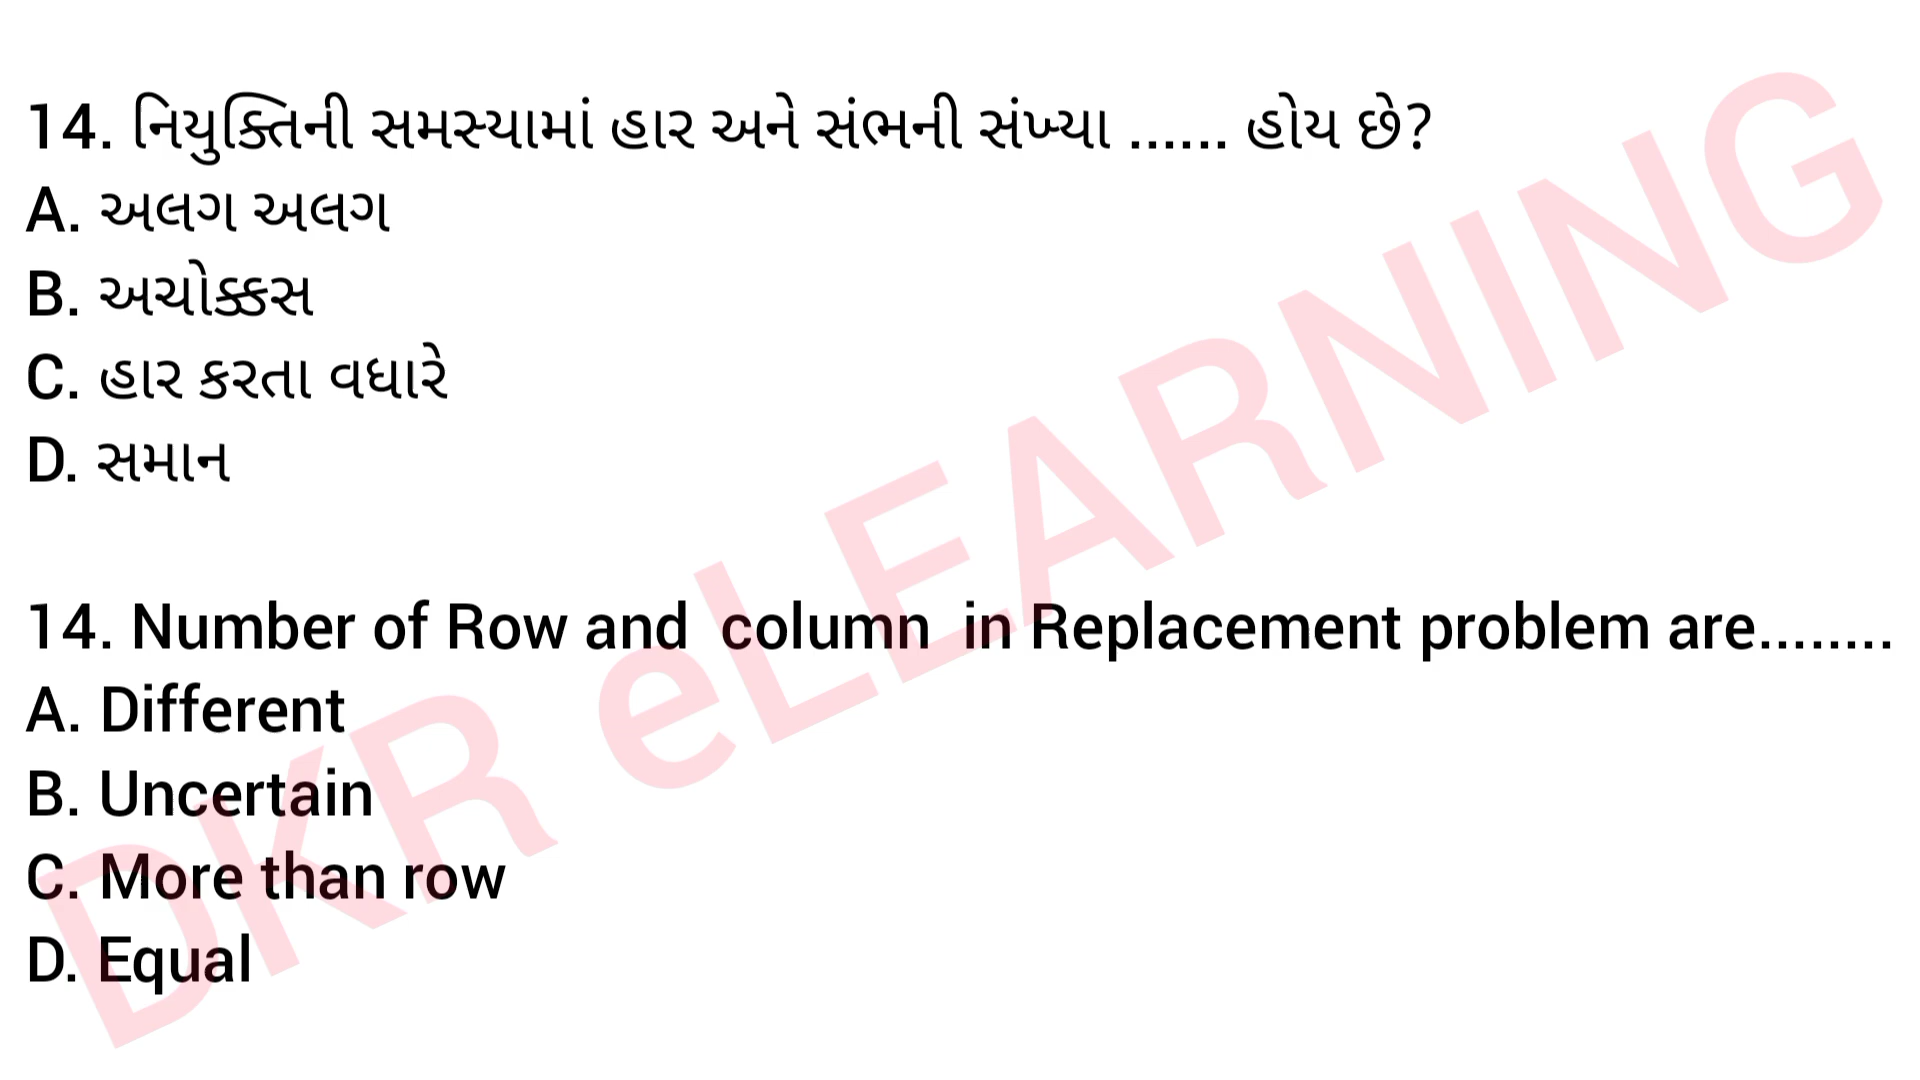 14. નિયુક્તિની સમસ્યામાં હાર અને સંભની સંખ્યા ...... હોય છે?
A. અલગ અલગ
B. અચોક્કસ
C. હાર કરતા વધારે
D. સમાન
14. Number of Row and column in Replacement problem are........
A. Different
B. Uncertain
C. More than row
D. Equal
DKR eLEARNING